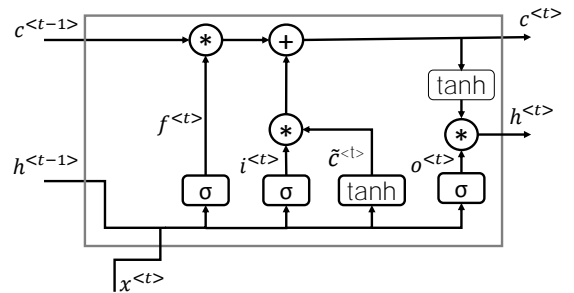 c<t−1>
c<t>
*
+
tanh
f<t>
h<t>
*
*
i<t>
c̃<t>
o<t>
h<t−1>
σ
σ
tanh
σ
x<t>